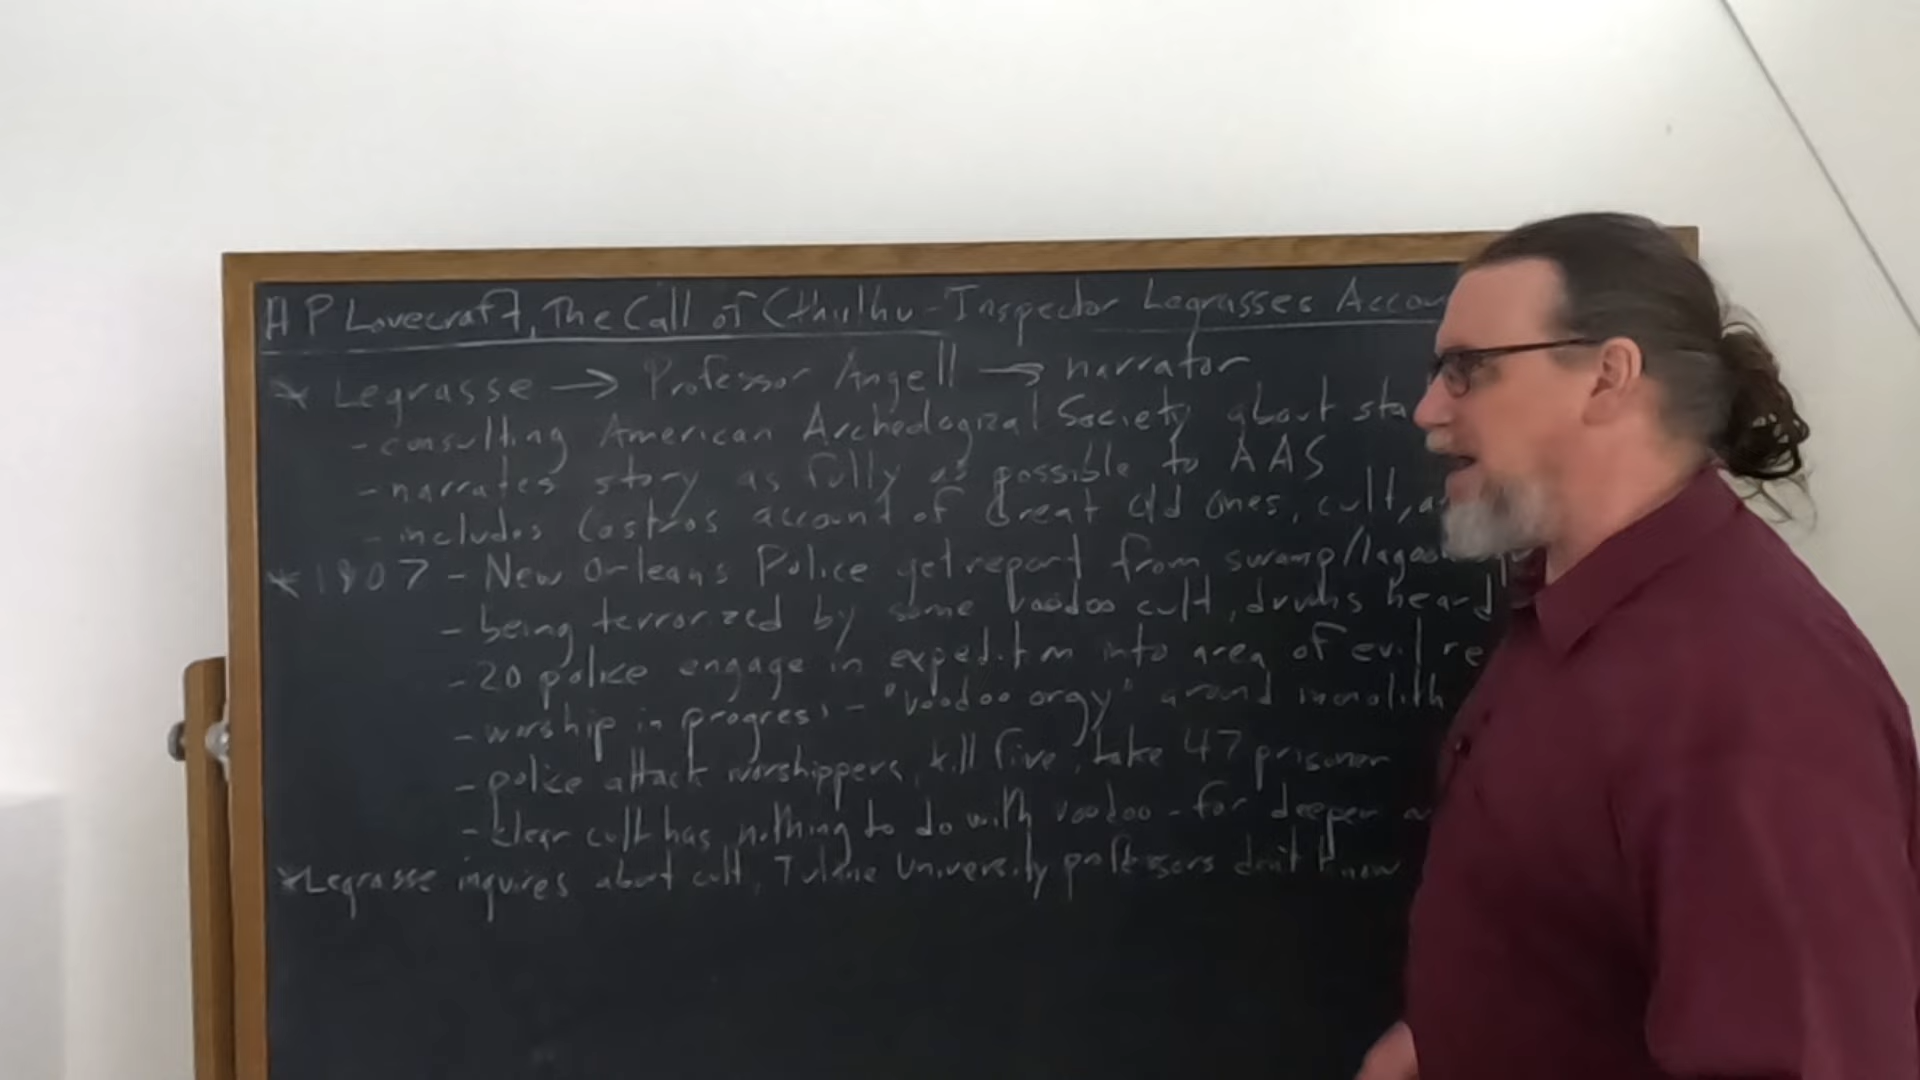 H P Lovecraft, The Call of Cthulhu - Inspector Legrasses Accou
* Legrasse → Professor Angell → narrator
- consulting American Archeological Society about sta
- narrates story as fully as possible to AAS
- includes Castros account of Great Old Ones, cult, a
* 1907 - New Orleans Police get report from swamp/lagoon
- being terrorized by some voodoo cult, drums heard
- 20 police engage in expedition into area of evil re
- worship in progress - "voodoo orgy" around monolith
- police attack worshippers, kill five, take 47 prisoner
- clear cult has nothing to do with voodoo - far deeper
* Legrasse inquires about cult, Tulane University professors don't know